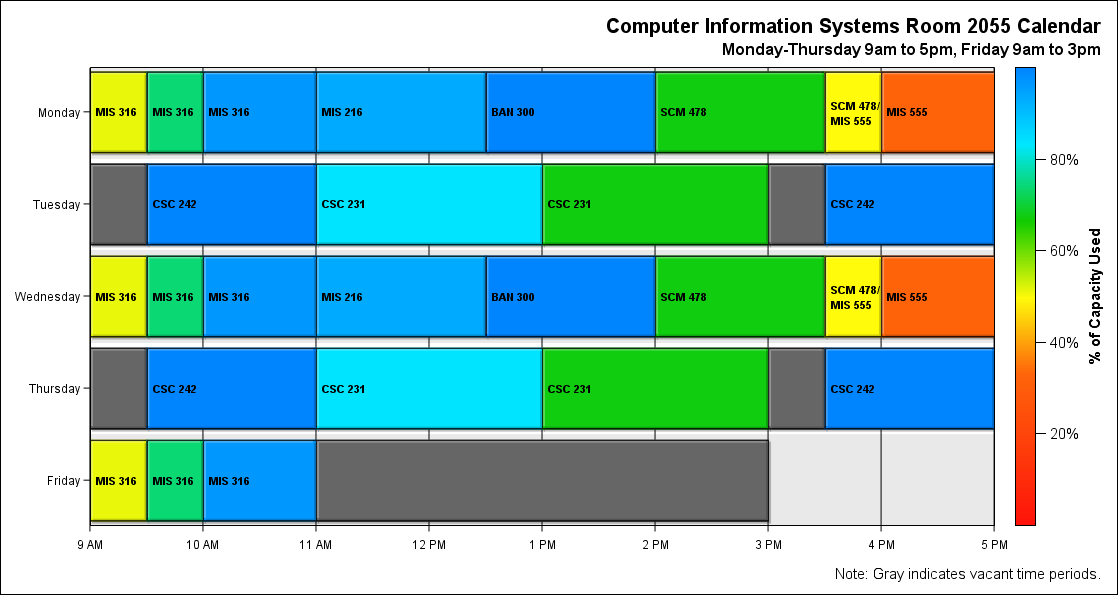 Computer Information Systems Room 2055 Calendar
Monday-Thursday 9am to 5pm, Friday 9am to 3pm
Monday
MIS 316
MIS 316
MIS 316
MIS 216
BAN 300
SCM 478
SCM 478/
MIS 555
MIS 555
Tuesday
CSC 242
CSC 231
CSC 231
CSC 242
Wednesday
MIS 316
MIS 316
MIS 316
MIS 216
BAN 300
SCM 478
SCM 478/
MIS 555
MIS 555
Thursday
CSC 242
CSC 231
CSC 231
CSC 242
Friday
MIS 316
MIS 316
MIS 316
9 AM
10 AM
11 AM
12 PM
1 PM
2 PM
3 PM
4 PM
5 PM
80%
60%
40%
20%
% of Capacity Used
Note: Gray indicates vacant time periods.